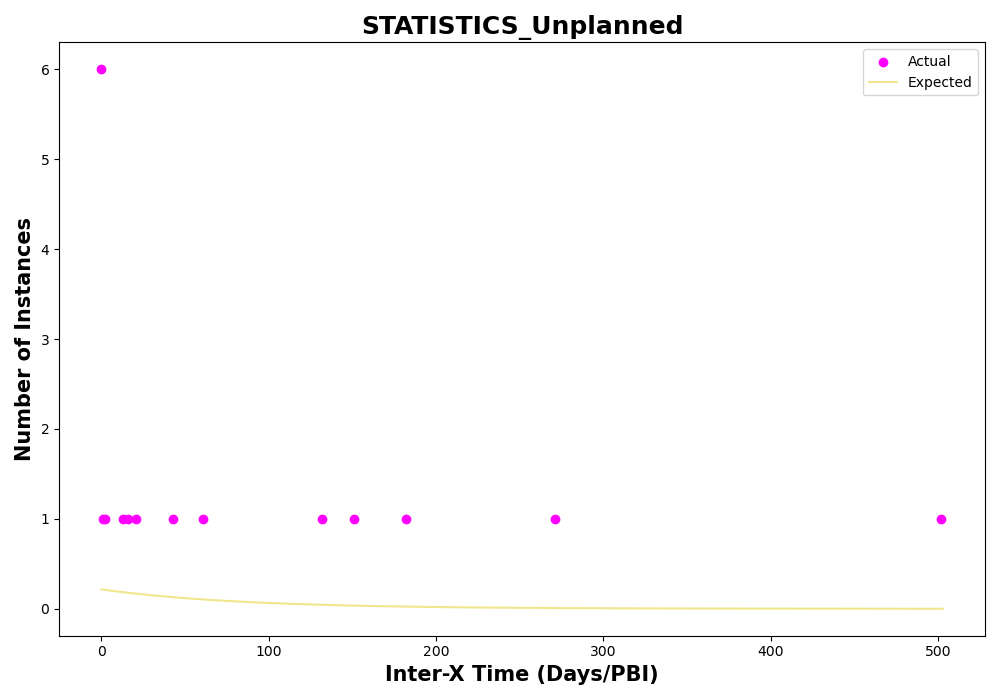 STATISTICS_Unplanned
Actual
Expected
Number of Instances
6
5
4
3
2
1
0
0
100
200
300
400
500
Inter-X Time (Days/PBI)